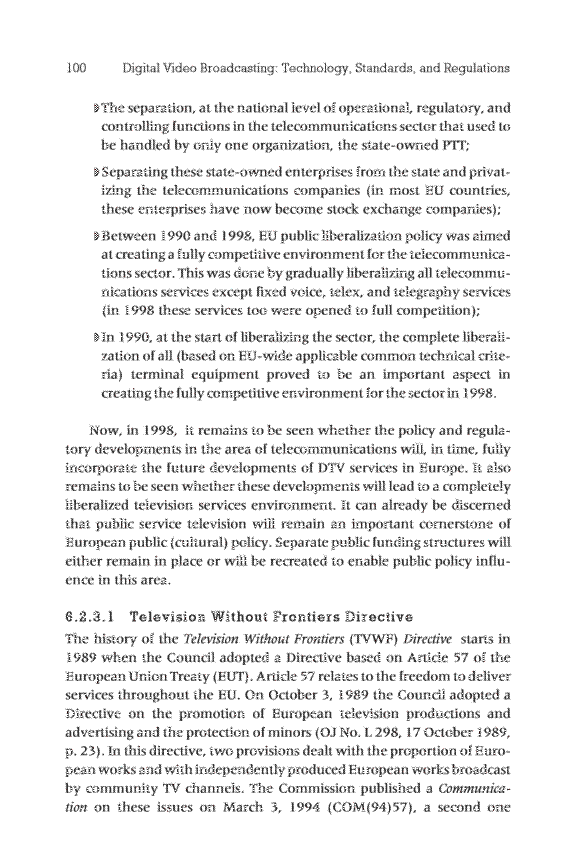 100 Digital Video Broadcasting: Technology, Standards, and Regulations
The separation, at the national level of operational, regulatory, and
controlling functions in the telecommunications sector that used to
be handled by only one organization, the state-owned PTT;
Separating these state-owned enterprises from the state and privat-
izing the telecommunications companies (in most EU countries,
these enterprises have now become stock exchange companies);
Between 1990 and 1998, EU public liberalization policy was aimed
at creating a fully competitive environment for the telecommunica-
tions sector. This was done by gradually liberalizing all telecommu-
nications services except fixed voice, telex, and telegraphy services
(in 1998 these services too were opened to full competition);
In 1990, at the start of liberalizing the sector, the complete liberali-
zation of all (based on EU-wide applicable common technical crite-
ria) terminal equipment proved to be an important aspect in
creating the fully competitive environment for the sector in 1998.
Now, in 1998, it remains to be seen whether the policy and regula-
tory developments in the area of telecommunications will, in time, fully
incorporate the future developments of DTV services in Europe. It also
remains to be seen whether these developments will lead to a completely
liberalized television services environment. It can already be discerned
that public service television will remain an important cornerstone of
European public (cultural) policy. Separate public funding structures will
either remain in place or will be recreated to enable public policy influ-
ence in this area.
6.2.3.1 Television Without Frontiers Directive
The history of the Television Without Frontiers (TVWF) Directive starts in
1989 when the Council adopted a Directive based on Article 57 of the
European Union Treaty (EUT). Article 57 relates to the freedom to deliver
services throughout the EU. On October 3, 1989 the Council adopted a
Directive on the promotion of European television productions and
advertising and the protection of minors (OJ No. L 298, 17 October 1989,
p. 23). In this directive, two provisions dealt with the proportion of Euro-
pean works and with independently produced European works broadcast
by community TV channels. The Commission published a Communica-
tion on these issues on March 3, 1994 (COM(94)57), a second one